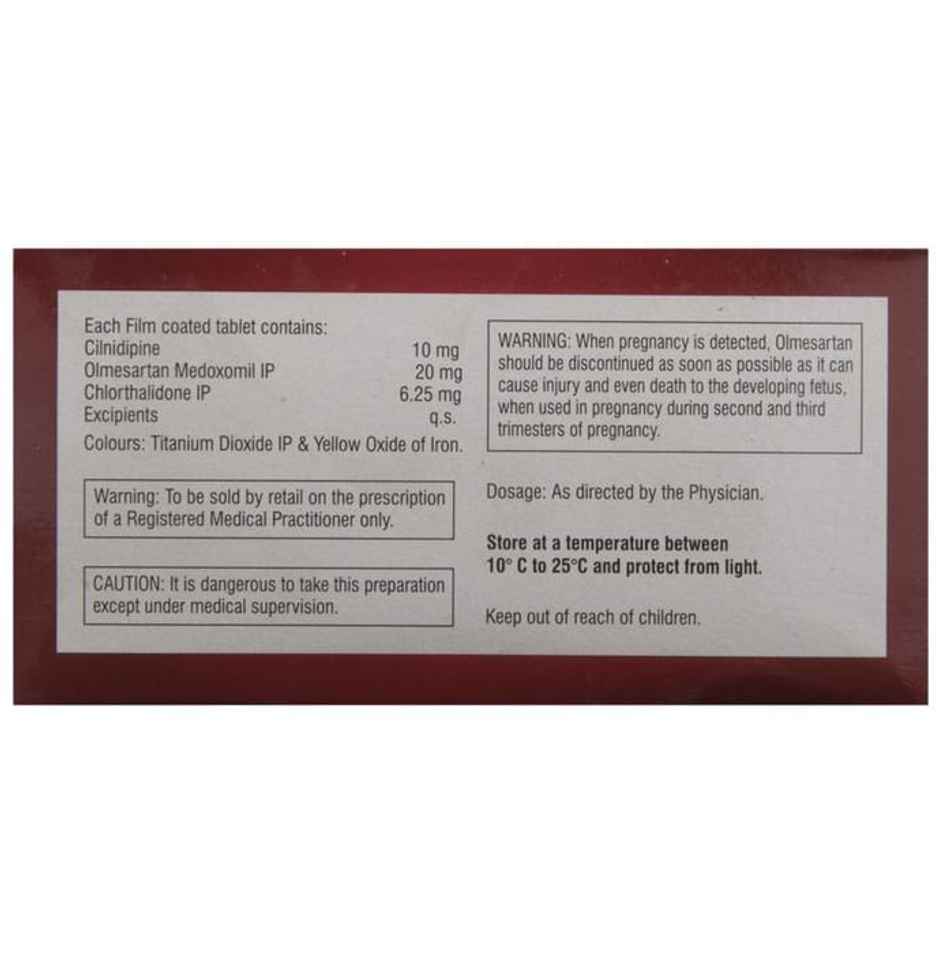 Each Film coated tablet contains:
Cilnidipine 10 mg
Olmesartan Medoxomil IP 20 mg
Chlorthalidone IP 6.25 mg
Excipients q.s.
Colours: Titanium Dioxide IP & Yellow Oxide of Iron.
Warning: To be sold by retail on the prescription
of a Registered Medical Practitioner only.
CAUTION: It is dangerous to take this preparation
except under medical supervision.
WARNING: When pregnancy is detected, Olmesartan
should be discontinued as soon as possible as it can
cause injury and even death to the developing fetus,
when used in pregnancy during second and third
trimesters of pregnancy.
Dosage: As directed by the Physician.
Store at a temperature between
10° C to 25°C and protect from light.
Keep out of reach of children.